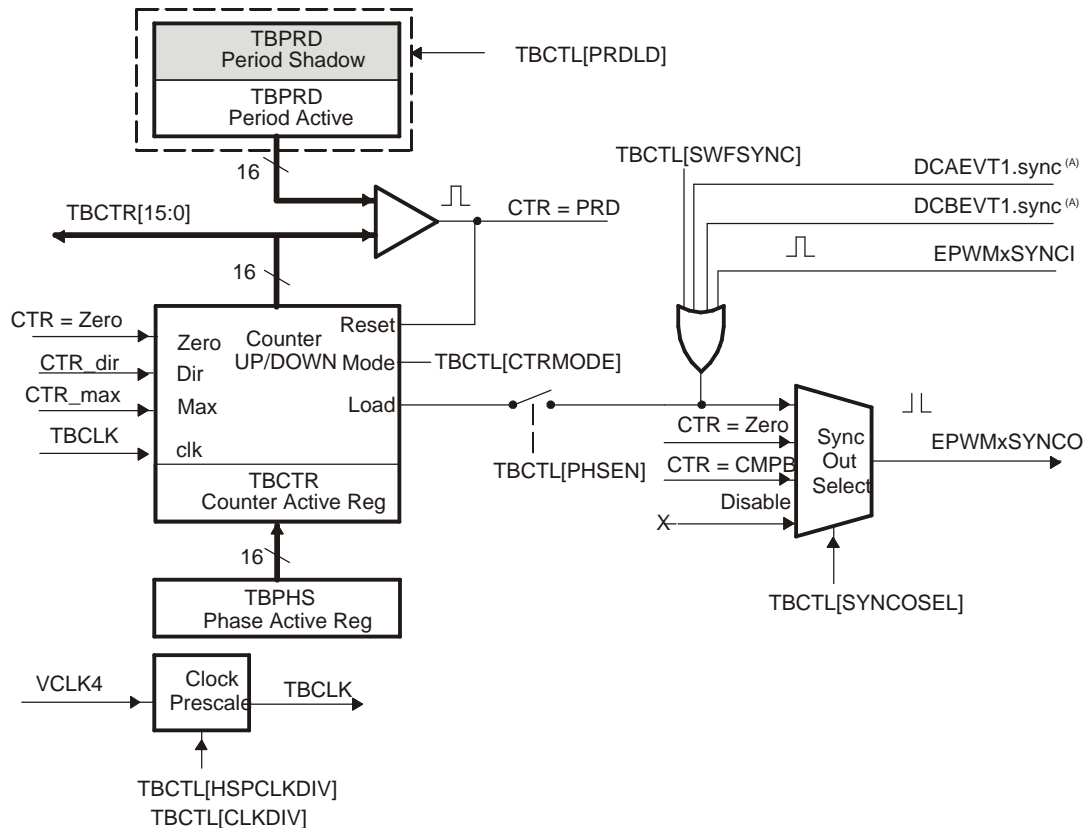 TBPRD
Period Shadow
TBPRD
Period Active
TBCTL[PRDLD]
16
TBCTR[15:0]
CTR = PRD
16
TBCTL[SWFSYNC]
DCAEVT1.sync (A)
DCBEVT1.sync (A)
EPWMxSYNCI
CTR = Zero
CTR_dir
CTR_max
TBCLK
Zero
Dir
Max
clk
Counter
UP/DOWN
Reset
Mode
Load
TBCTL[CTRMODE]
TBCTR
Counter Active Reg
TBCTL[PHSEN]
CTR = Zero
CTR = CMPB
Disable
X
Sync
Out
Select
EPWMxSYNCO
TBCTL[SYNCOSEL]
16
TBPHS
Phase Active Reg
VCLK4
Clock
Prescale
TBCLK
TBCTL[HSPCLKDIV]
TBCTL[CLKDIV]